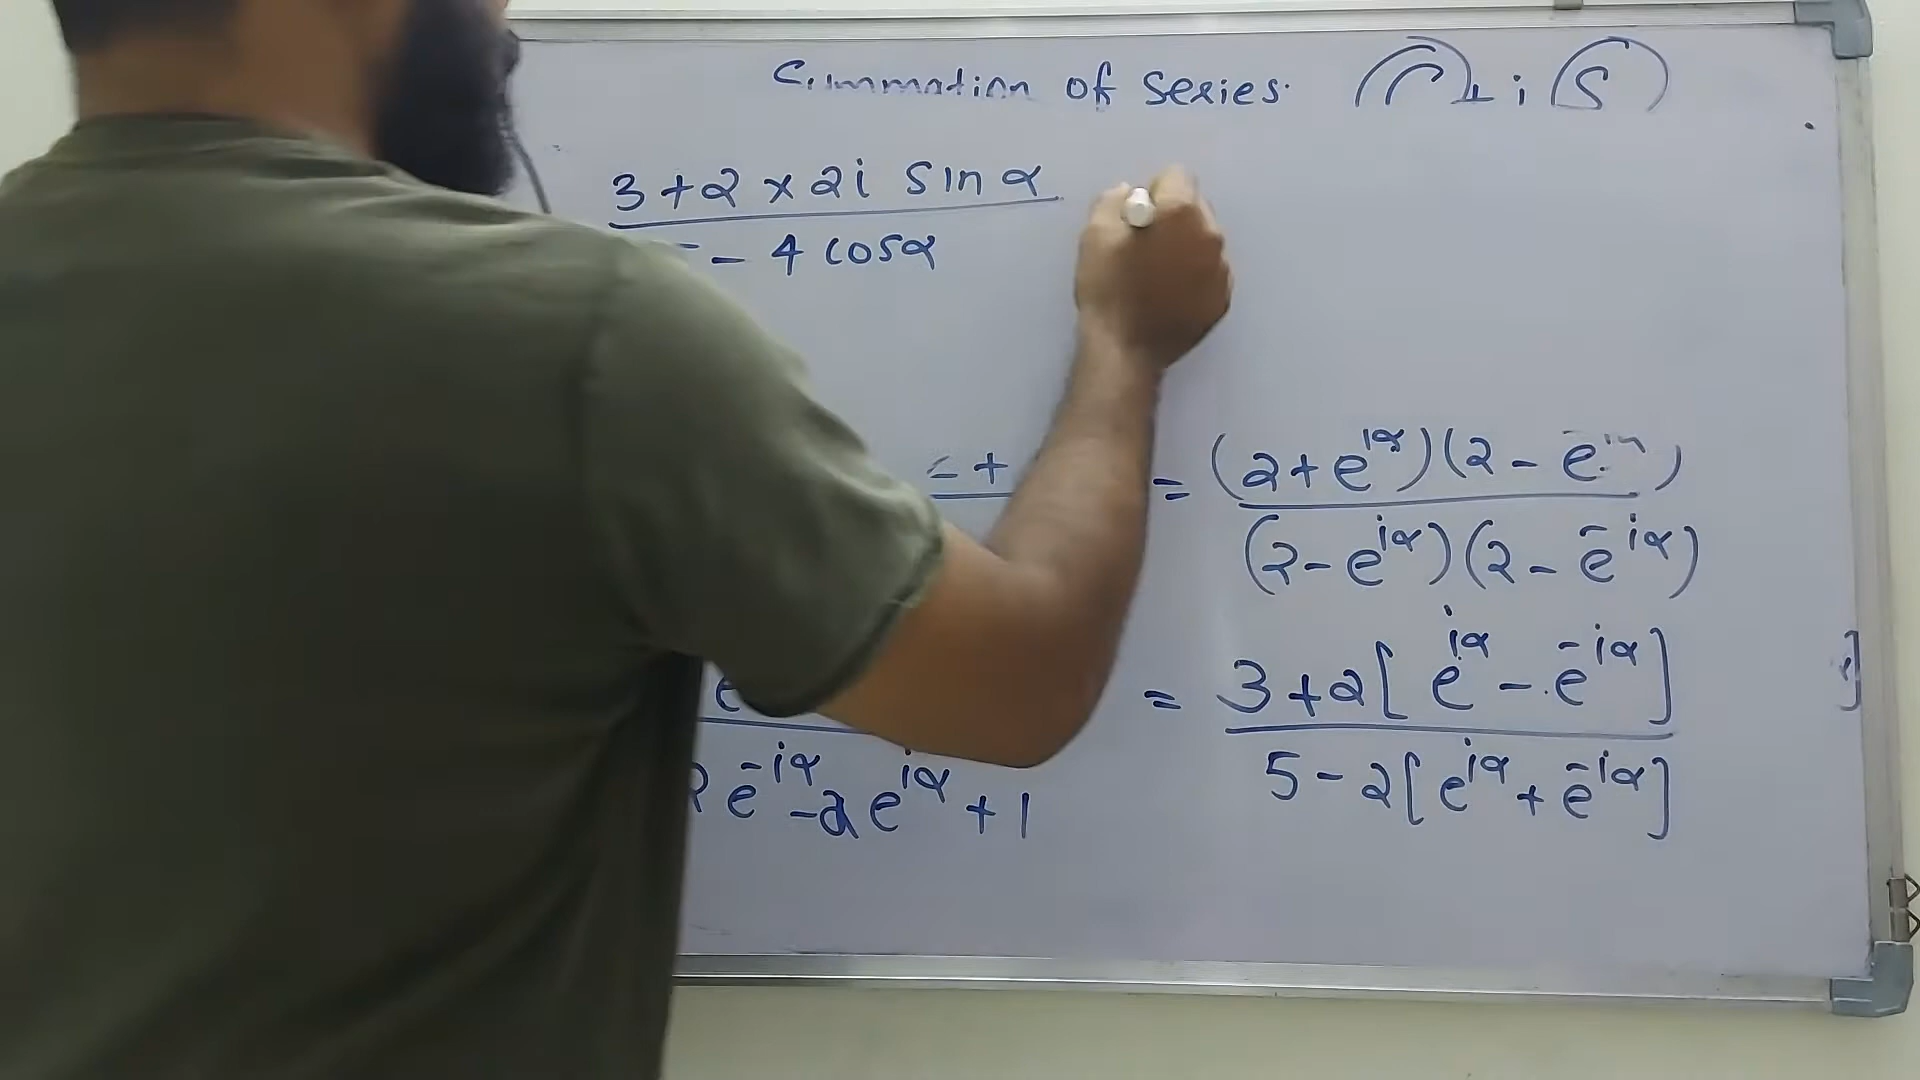 Summation of Series. (C) + i (S)
3 + 2 × 2i Sin α
- 4 cos α
= (2 + e^{iα})(2 - e^{-iα})
(2 - e^{iα})(2 - e^{-iα})
= 3 + 2[e^{iα} - e^{-iα}]
e^{-iα} - 2e^{iα} + 1
5 - 2[e^{iα} + e^{-iα}]